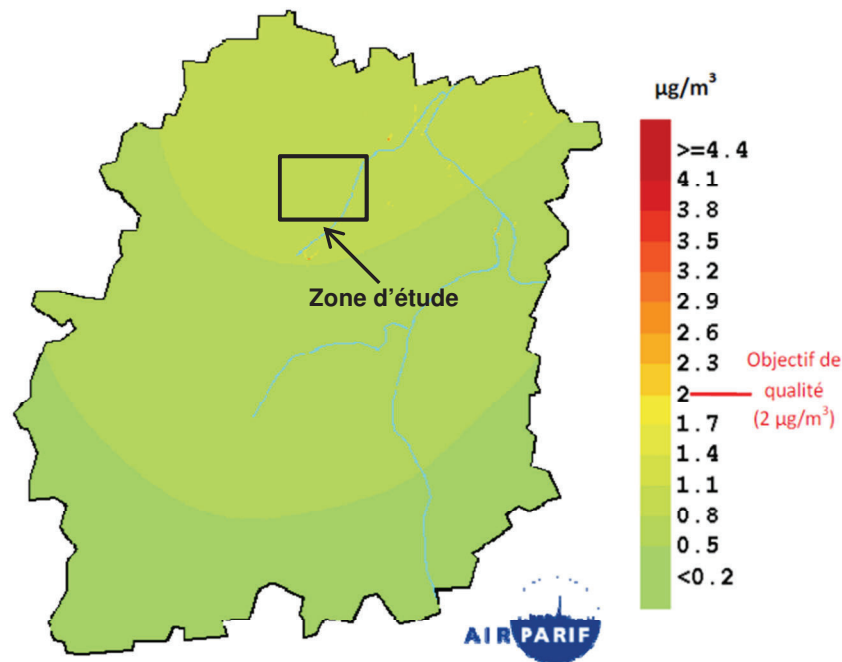 µg/m³
>=4.4
4.1
3.8
3.5
3.2
2.9
2.6
2.3
2
1.7
1.4
1.1
0.8
0.5
<0.2
Objectif de
qualité
(2 µg/m³)
Zone d'étude
AIRPARIF